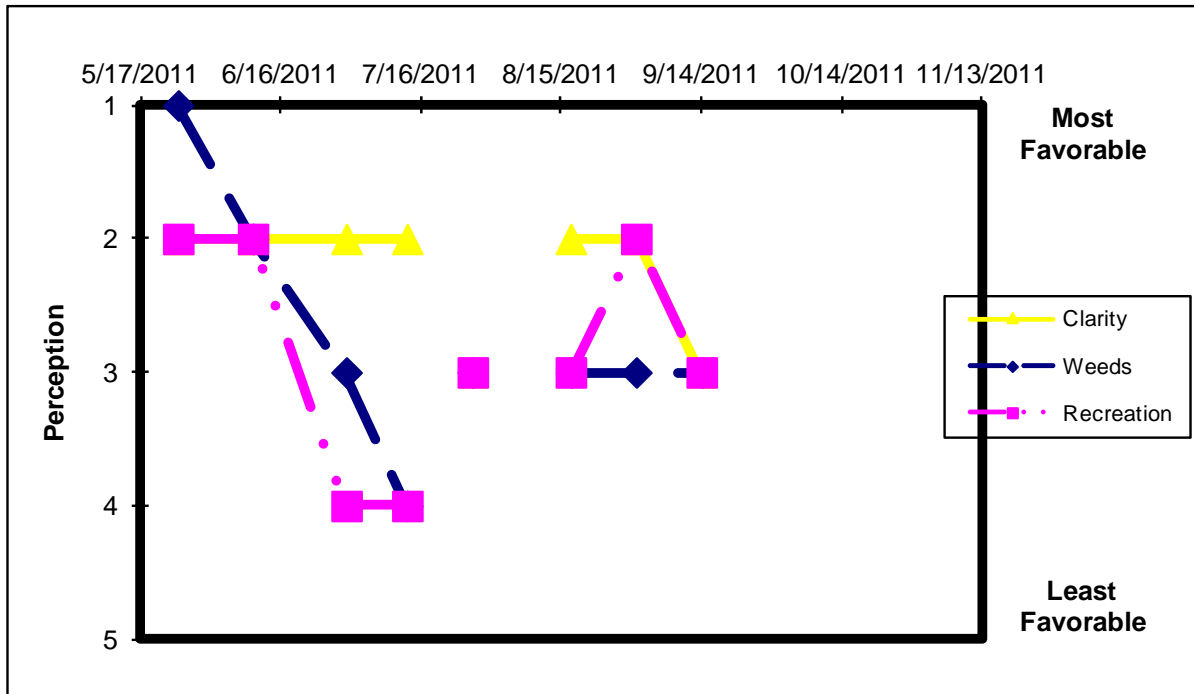 5/17/2011 6/16/2011 7/16/2011 8/15/2011 9/14/2011 10/14/2011 11/13/2011
1
Most
Favorable
2
Perception
Clarity
3
Weeds
Recreation
4
Least
Favorable
5